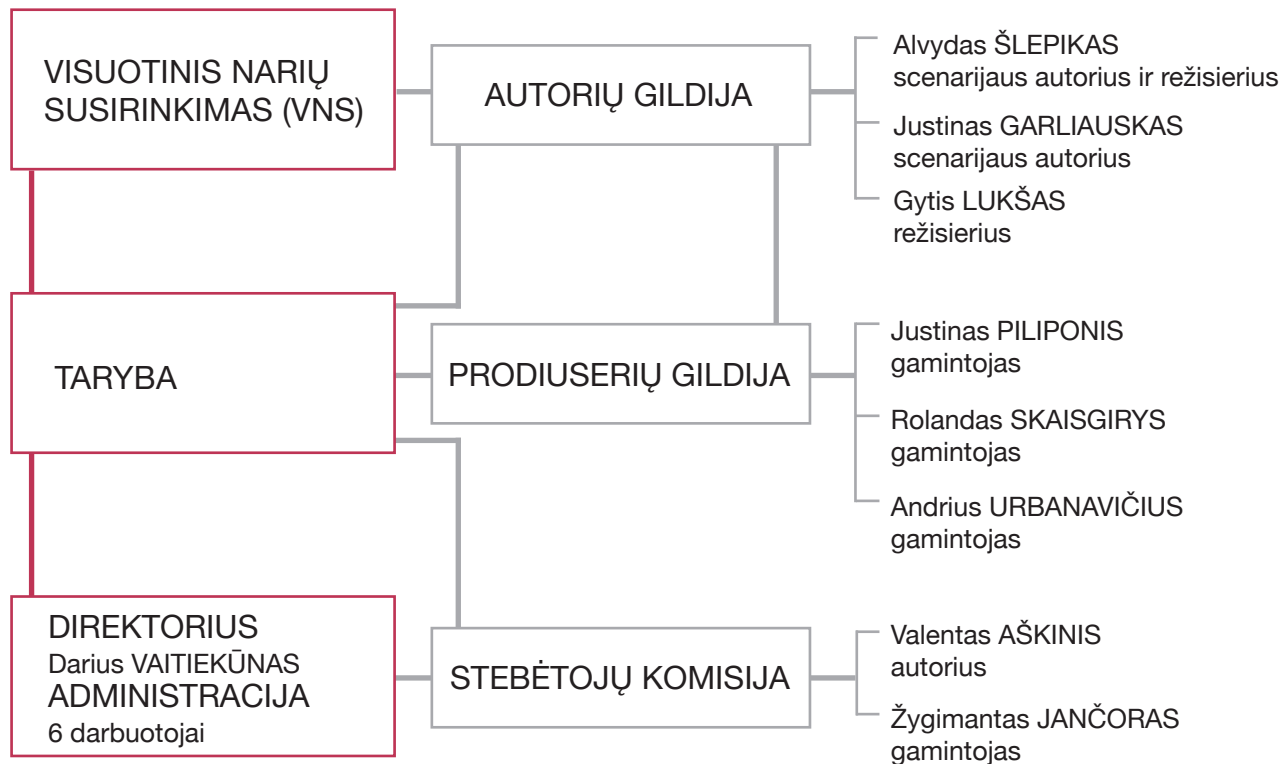 VISUOTINIS NARIŲ
SUSIRINKIMAS (VNS)
AUTORIŲ GILDIJA
Alvydas ŠLEPIKAS
scenarijaus autorius ir režisierius
Justinas GARLIAUSKAS
scenarijaus autorius
Gytis LUKŠAS
režisierius
TARYBA
PRODIUSERIŲ GILDIJA
Justinas PILIPONIS
gamintojas
Rolandas SKAISGIRYS
gamintojas
Andrius URBANAVIČIUS
gamintojas
DIREKTORIUS
Darius VAITIEKŪNAS
ADMINISTRACIJA
6 darbuotojai
STEBĖTOJŲ KOMISIJA
Valentas AŠKINIS
autorius
Žygimantas JANČORAS
gamintojas